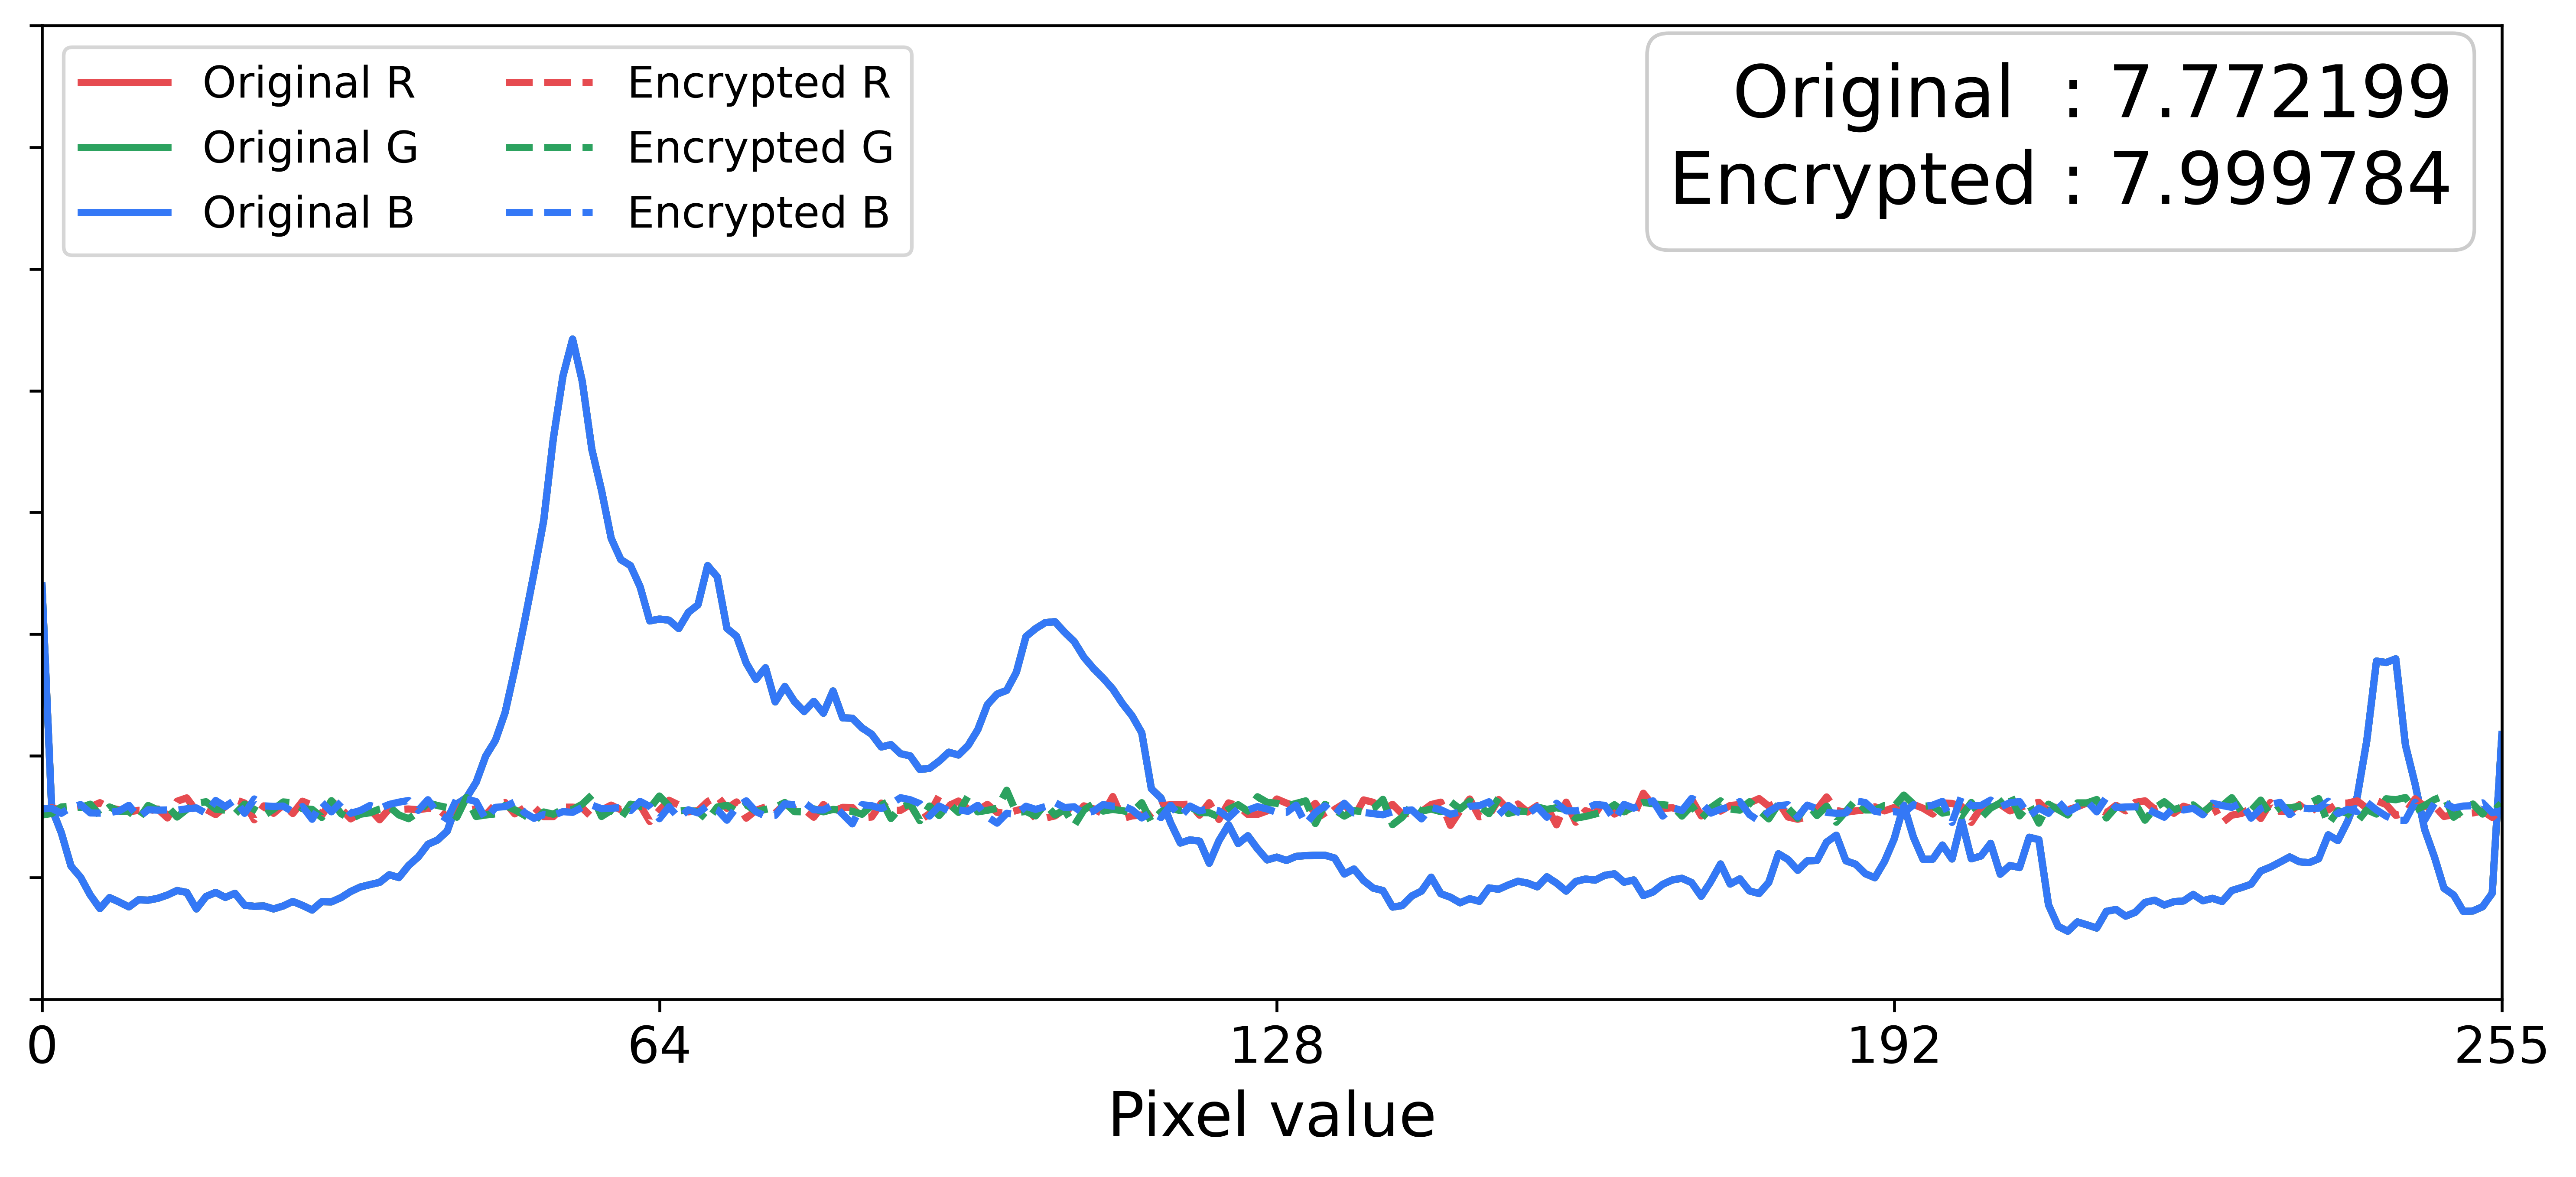 Original R
Original G
Original B
Encrypted R
Encrypted G
Encrypted B
Original : 7.772199
Encrypted : 7.999784
0 64 128 192 255
Pixel value